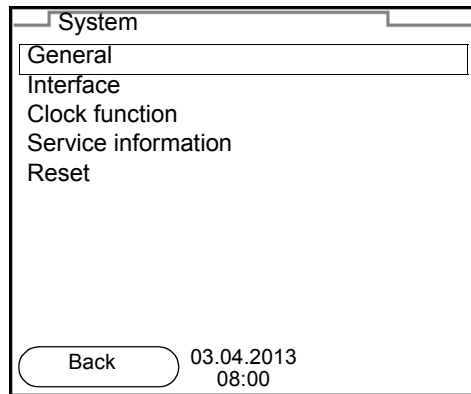 System
General
Interface
Clock function
Service information
Reset
Back
03.04.2013
08:00